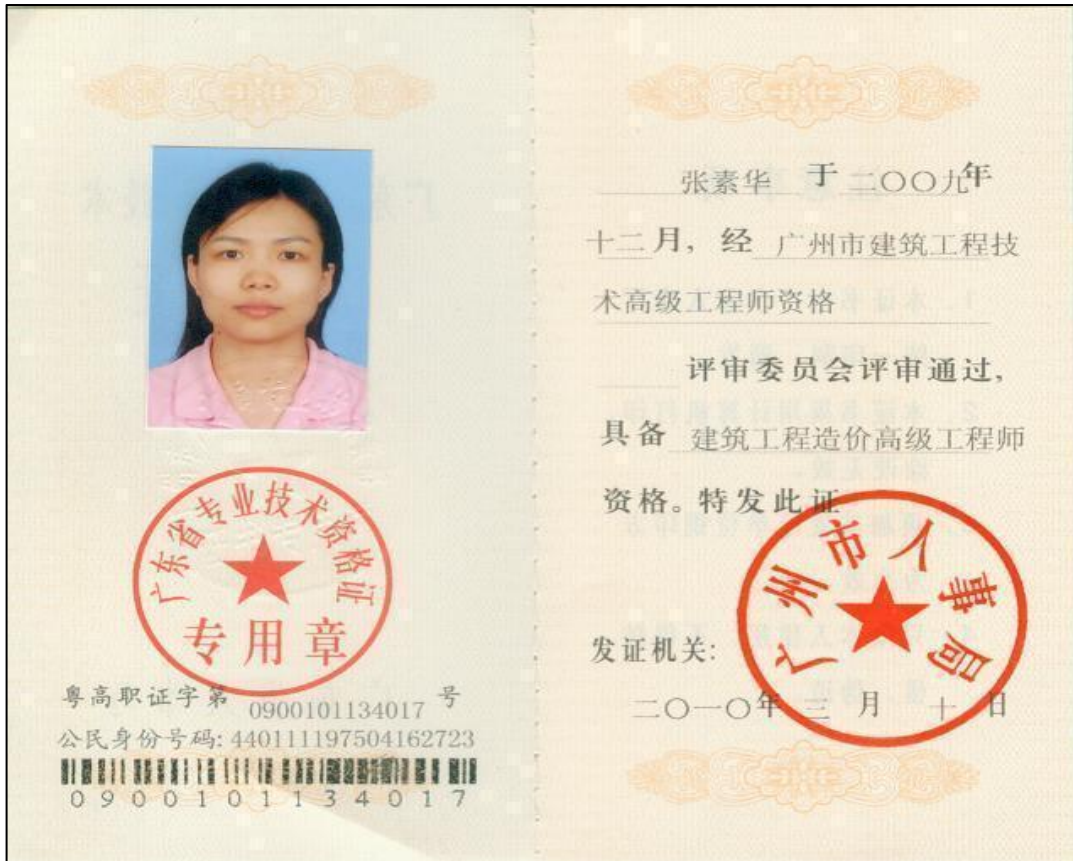 广东省专业技术资格证
专用章
粤高职证字第 0900101134017 号
公民身份号码: 440111197504162723
0900101134017
张素华 于 二〇〇九年
十二月, 经 广州市建筑工程技
术高级工程师资格
评审委员会评审通过,
具备 建筑工程造价高级工程师
资格。特发此证
广州市人事局
发证机关:
二〇一〇年 三 月 十 日